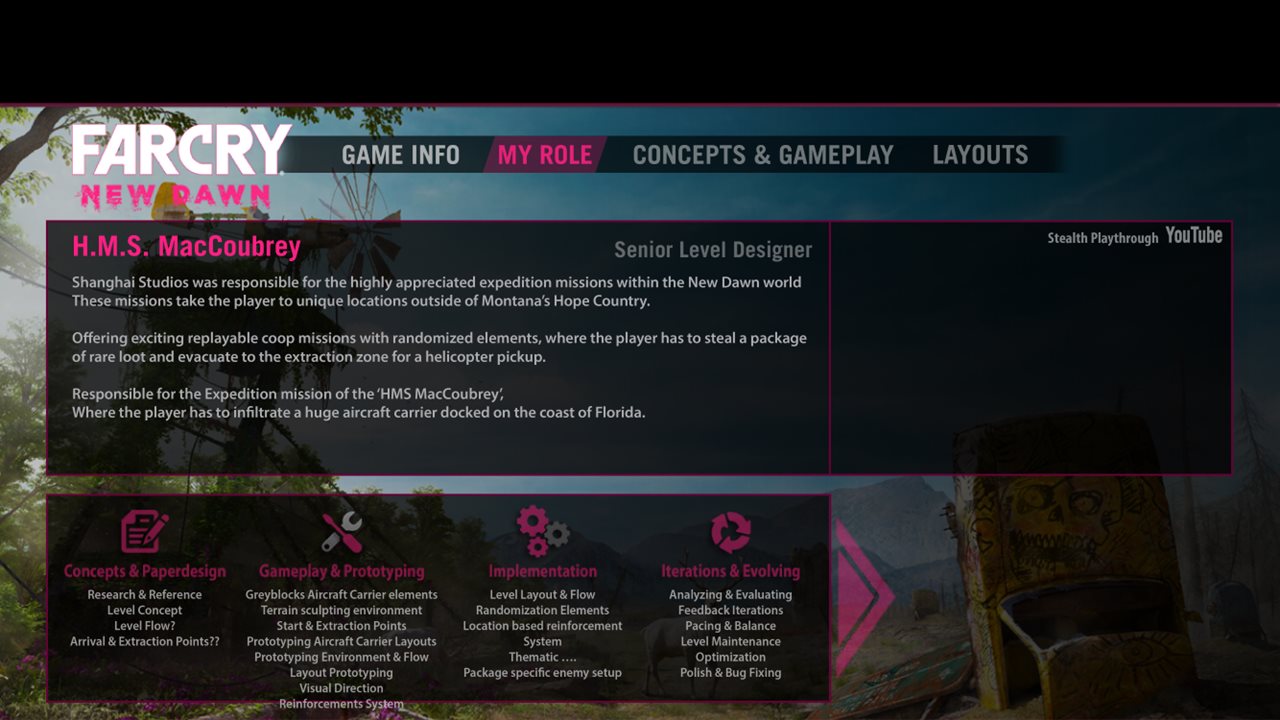 FARCRY
NEW DAWN
GAME INFO
MY ROLE
CONCEPTS & GAMEPLAY
LAYOUTS
H.M.S. MacCoubrey
Senior Level Designer
Stealth Playthrough YouTube
Shanghai Studios was responsible for the highly appreciated expedition missions within the New Dawn world
These missions take the player to unique locations outside of Montana's Hope Country.
Offering exciting replayable coop missions with randomized elements, where the player has to steal a package
of rare loot and evacuate to the extraction zone for a helicopter pickup.
Responsible for the Expedition mission of the 'HMS MacCoubrey',
Where the player has to infiltrate a huge aircraft carrier docked on the coast of Florida.
Concepts & Paperdesign
Research & Reference
Level Concept
Level Flow?
Arrival & Extraction Points??
Gameplay & Prototyping
Greyblocks Aircraft Carrier elements
Terrain sculpting environment
Start & Extraction Points
Prototyping Aircraft Carrier Layouts
Prototyping Environment & Flow
Layout Prototyping
Visual Direction
Reinforcements System
Implementation
Level Layout & Flow
Randomization Elements
Location based reinforcement
System
Thematic ....
Package specific enemy setup
Iterations & Evolving
Analyzing & Evaluating
Feedback Iterations
Pacing & Balance
Level Maintenance
Optimization
Polish & Bug Fixing